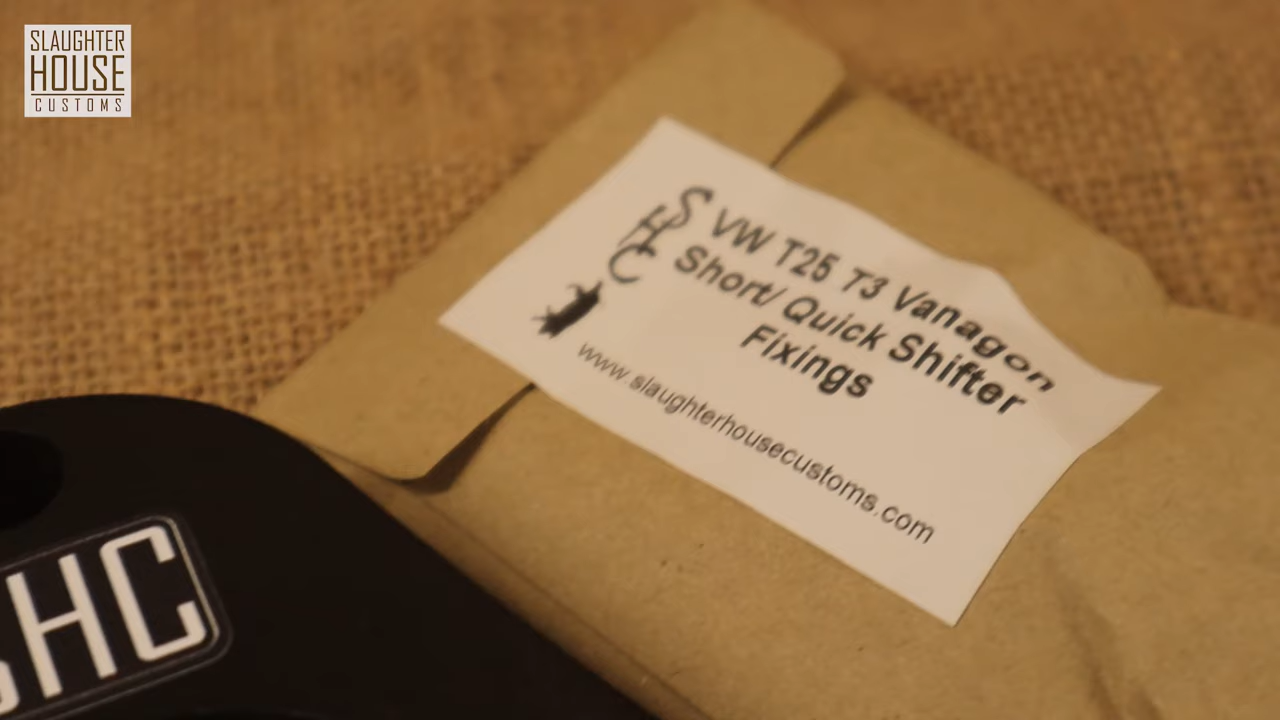 SLAUGHTER
HOUSE
CUSTOMS
SHC
VW T25 T3 Vanagon
Short/ Quick Shifter
Fixings
www.slaughterhousecustoms.com
SHC